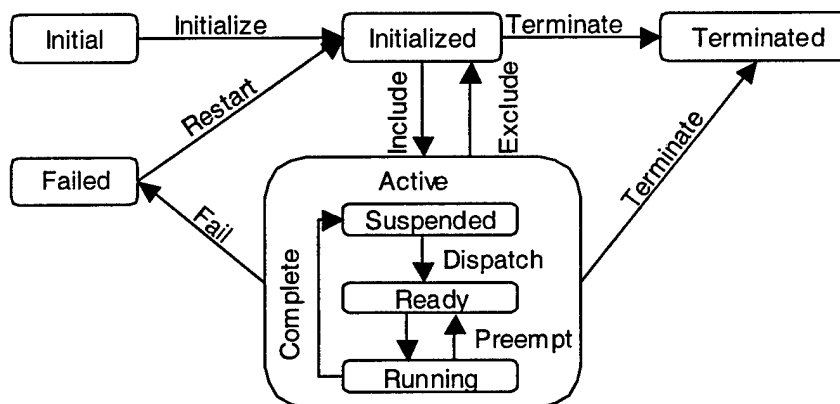 Initial
Initialize
Initialized
Terminate
Terminated
Restart
Include
Exclude
Failed
Fail
Active
Terminate
Suspended
Dispatch
Complete
Ready
Preempt
Running